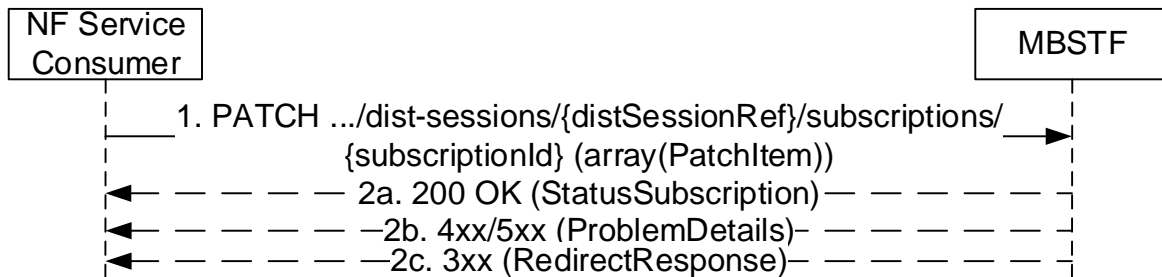 NF Service
Consumer
MBSTF
1. PATCH .../dist-sessions/{distSessionRef}/subscriptions/
{subscriptionId} (array(PatchItem))
2a. 200 OK (StatusSubscription)
2b. 4xx/5xx (ProblemDetails)
2c. 3xx (RedirectResponse)